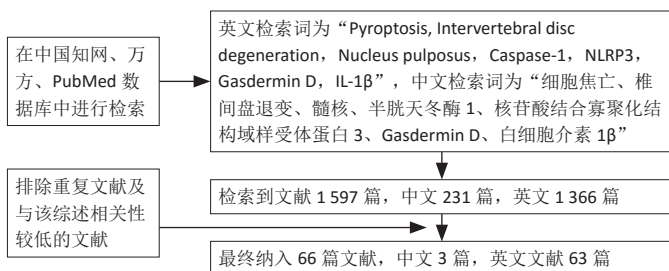 在中国知网、万
方、PubMed 数
据库中进行检索
英文检索词为“Pyroptosis, Intervertebral disc
degeneration，Nucleus pulposus，Caspase-1，NLRP3，
Gasdermin D，IL-1β”，中文检索词为“细胞焦亡、椎
间盘退变、髓核、半胱天冬酶 1、核苷酸结合寡聚化结
构域样受体蛋白 3、Gasdermin D、白细胞介素 1β”
检索到文献 1 597 篇，中文 231 篇，英文 1 366 篇
排除重复文献及
与该综述相关性
较低的文献
最终纳入 66 篇文献，中文 3 篇，英文文献 63 篇